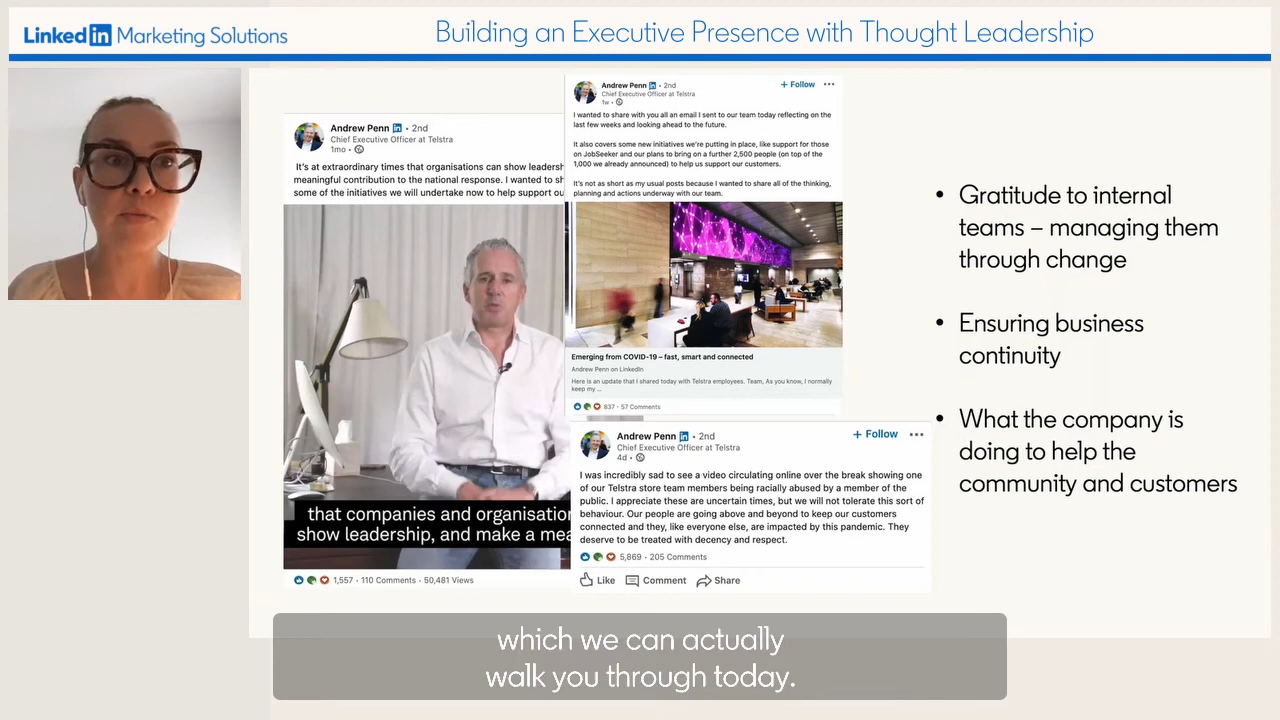 LinkedIn Marketing Solutions
Building an Executive Presence with Thought Leadership
Andrew Penn in • 2nd
Chief Executive Officer at Telstra
1mo •
It's at extraordinary times that organisations can show leadersh
meaningful contribution to the national response. I wanted to sh
some of the initiatives we will undertake now to help support ou
that companies and organisation
show leadership, and make a mea
1,557 · 110 Comments · 50,481 Views
Andrew Penn in • 2nd
+ Follow •••
Chief Executive Officer at Telstra
1w •
I wanted to share with you all an email I sent to our team today reflecting on the
last few weeks and looking ahead to the future.
It also covers some new initiatives we're putting in place, like support for those
on JobSeeker and our plans to bring on a further 2,500 people (on top of the
1,000 we already announced) to help us support our customers.
It's not as short as my usual posts because I wanted to share all of the thinking,
planning and actions underway with our team.
Emerging from COVID-19 – fast, smart and connected
Andrew Penn on LinkedIn
Here is an update that I shared today with Telstra employees. Team, As you know, I normally
keep my ...
837 · 57 Comments
Andrew Penn in • 2nd
+ Follow •••
Chief Executive Officer at Telstra
4d •
I was incredibly sad to see a video circulating online over the break showing one
of our Telstra store team members being racially abused by a member of the
public. I appreciate these are uncertain times, but we will not tolerate this sort of
behaviour. Our people are going above and beyond to keep our customers
connected and they, like everyone else, are impacted by this pandemic. They
deserve to be treated with decency and respect.
5,869 · 205 Comments
Like Comment Share
• Gratitude to internal
teams – managing them
through change
• Ensuring business
continuity
• What the company is
doing to help the
community and customers
which we can actually
walk you through today.